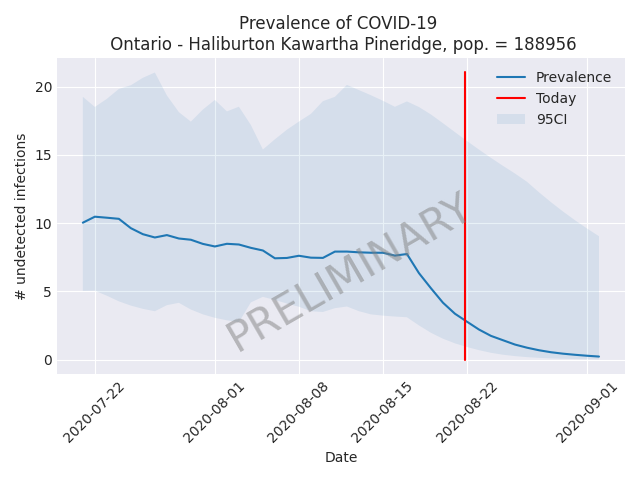 Prevalence of COVID-19
Ontario - Haliburton Kawartha Pineridge, pop. = 188956
# undetected infections
20
15
10
5
0
Prevalence
Today
95CI
PRELIMINARY
2020-07-22
2020-08-01
2020-08-08
2020-08-15
2020-08-22
2020-09-01
Date